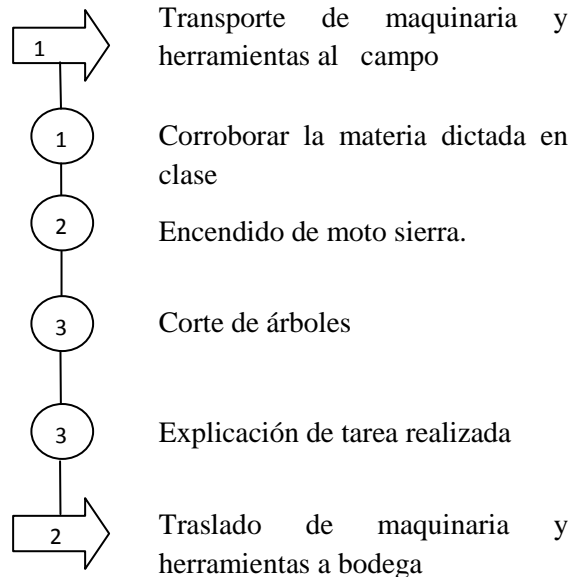 1 Transporte de maquinaria y
herramientas al campo
1 Corroborar la materia dictada en
clase
2 Encendido de moto sierra.
3 Corte de árboles
3 Explicación de tarea realizada
2 Traslado de maquinaria y
herramientas a bodega